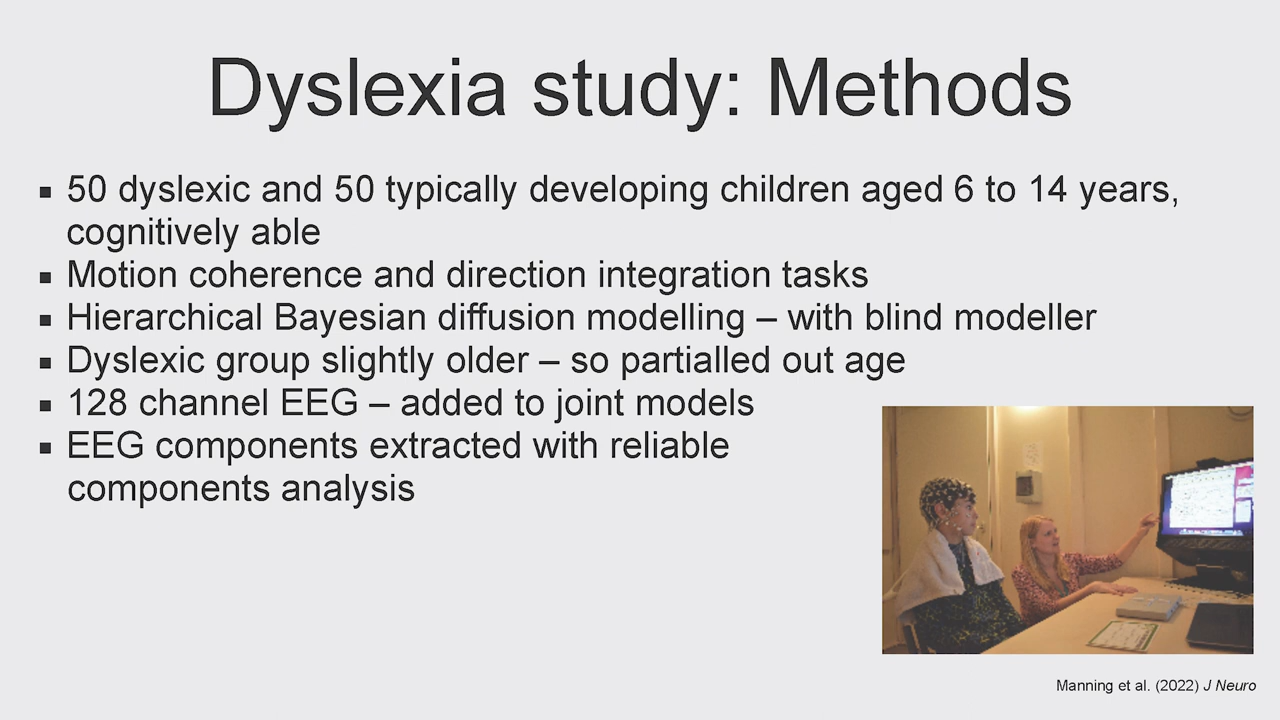 Dyslexia study: Methods
▪ 50 dyslexic and 50 typically developing children aged 6 to 14 years,
cognitively able
▪ Motion coherence and direction integration tasks
▪ Hierarchical Bayesian diffusion modelling – with blind modeller
▪ Dyslexic group slightly older – so partialled out age
▪ 128 channel EEG – added to joint models
▪ EEG components extracted with reliable
components analysis
Manning et al. (2022) J Neuro